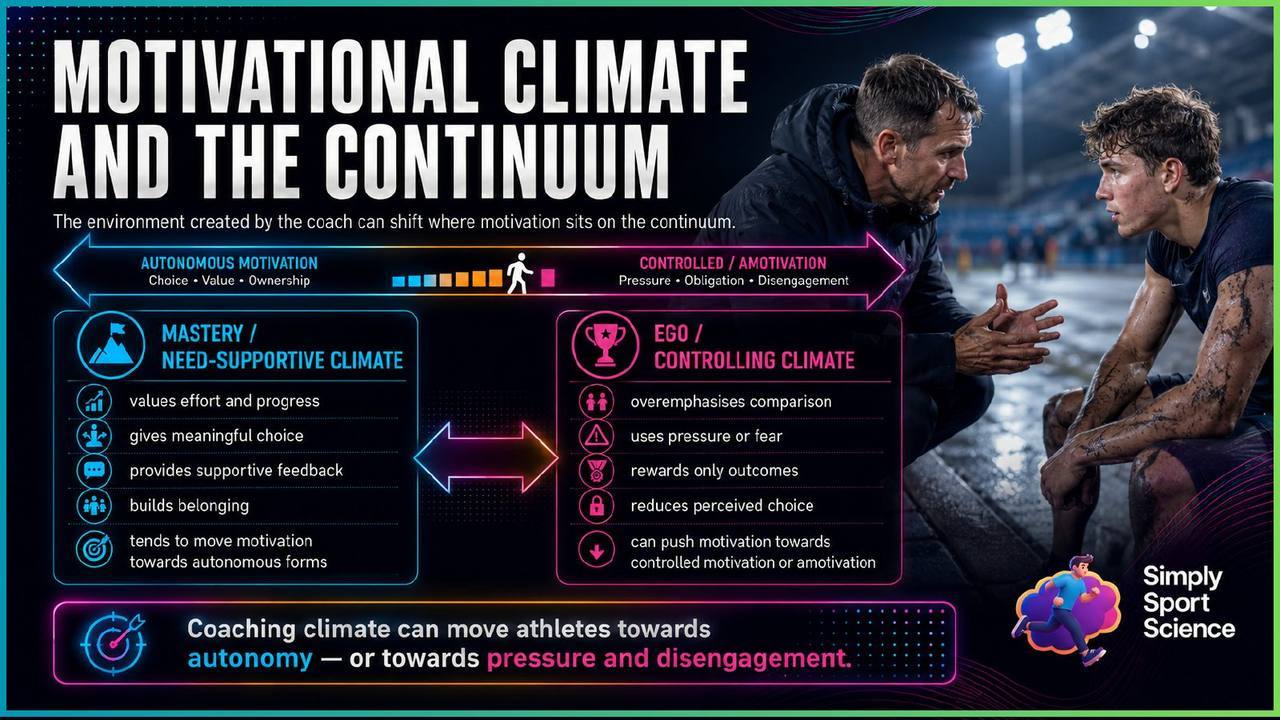 MOTIVATIONAL CLIMATE
AND THE CONTINUUM
The environment created by the coach can shift where motivation sits on the continuum.
AUTONOMOUS MOTIVATION
Choice • Value • Ownership
CONTROLLED / AMOTIVATION
Pressure • Obligation • Disengagement
MASTERY /
NEED-SUPPORTIVE CLIMATE
values effort and progress
gives meaningful choice
provides supportive feedback
builds belonging
tends to move motivation
towards autonomous forms
EGO /
CONTROLLING CLIMATE
overemphasises comparison
uses pressure or fear
rewards only outcomes
reduces perceived choice
can push motivation towards
controlled motivation or amotivation
Coaching climate can move athletes towards
autonomy — or towards pressure and disengagement.
Simply
Sport
Science